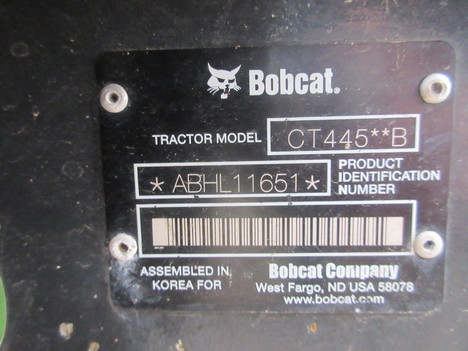 Bobcat.
TRACTOR MODEL CT445**B
*ABHL11651* PRODUCT IDENTIFICATION NUMBER
ASSEMBLED IN KOREA FOR
Bobcat Company
West Fargo, ND USA 58078
www.bobcat.com